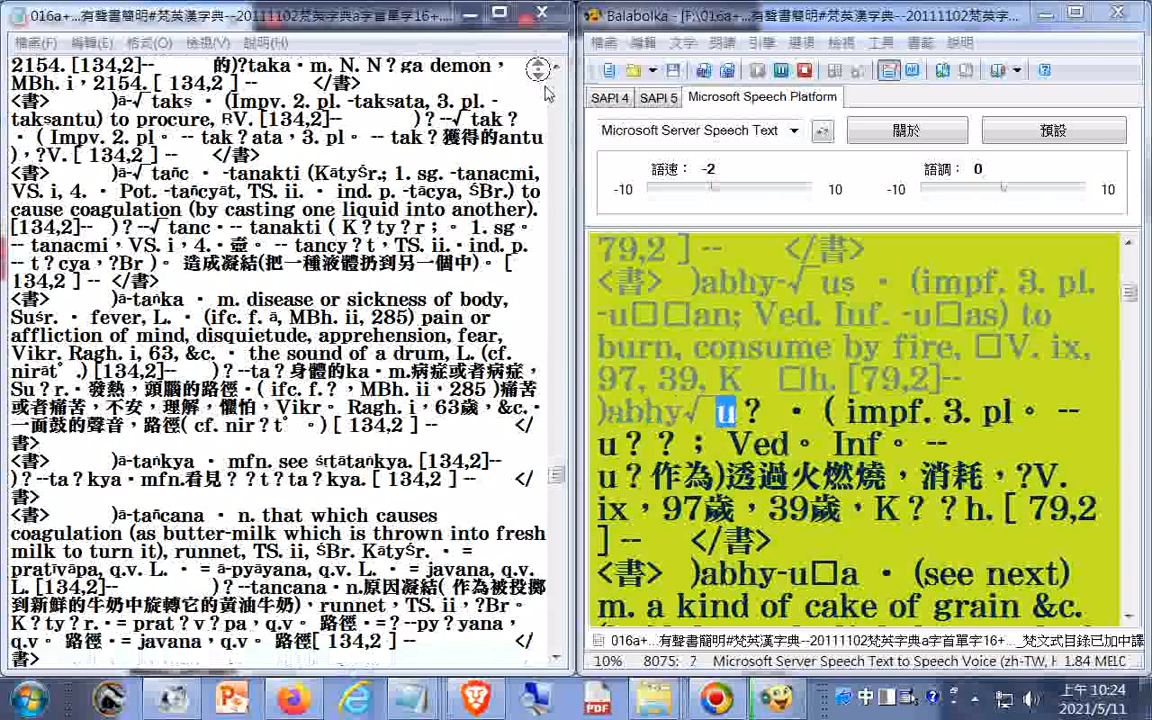 016a+...有聲書簡明#梵英漢字典--20111102梵英字典a字首單字16+...
檔案(F) 編輯(E) 格式(O) 檢視(V) 說明(H)
2154. [134,2]-- 的)?taka‧m. N. N?ga demon,
MBh. i,2154. [ 134,2 ] -- </書>
<書> )ā-√ takṣ ‧ (Impv. 2. pl. -takṣata, 3. pl. -
takṣantu) to procure, ṚV. [134,2]-- )?--√ tak?
‧( Impv. 2. pl。 -- tak?ata,3. pl。 -- tak?獲得的antu
),?V. [ 134,2 ] -- </書>
<書> )ā-√ tañc ‧ -tanakti (KātyŚr.; 1. sg. -tanacmi,
VS. i, 4. ‧ Pot. -tañcyāt, TS. ii. ‧ ind. p. -tācya, ŚBr.) to
cause coagulation (by casting one liquid into another).
[134,2]-- )?--√ tanc‧-- tanakti ( K?ty?r;。 1. sg。
-- tanacmi,VS. i,4.‧壺。 -- tancy?t,TS. ii.‧ind. p.
-- t?cya,?Br )。 造成凝結(把一種液體扔到另一個中)。[
134,2 ] -- </書>
<書> )ā-taṅka ‧ m. disease or sickness of body,
Suśr. ‧ fever, L. ‧ (ifc. f. ā, MBh. ii, 285) pain or
affliction of mind, disquietude, apprehension, fear,
Vikr. Ragh. i, 63, &c. ‧ the sound of a drum, L. (cf.
nirāt˚.) [134,2]-- )?--ta?身體的ka‧m.病症或者病症,
Su?r.‧發熱,頭腦的路徑‧( ifc. f.?,MBh. ii,285 )痛苦
或者痛苦,不安,理解,懼怕,Vikr。 Ragh. i,63歲,&c.‧
一面鼓的聲音,路徑( cf. nir?t˚。) [ 134,2 ] -- </
書>
<書> )ā-taṅkya ‧ mfn. see śṛtātaṅkya. [134,2]--
)?--ta?kya‧mfn.看見??t?ta?kya. [ 134,2 ] -- </
書>
<書> )ā-tañcana ‧ n. that which causes
coagulation (as butter-milk which is thrown into fresh
milk to turn it), runnet, TS. ii, ŚBr. KātyŚr. ‧ =
pratīvāpa, q.v. L. ‧ = ā-pyāyana, q.v. L. ‧ = javana, q.v.
L. [134,2]-- )?--tancana‧n.原因凝結( 作為被投擲
到新鮮的牛奶中旋轉它的黃油牛奶),runnet,TS. ii,?Br。
K?ty?r.‧= prat?v?pa,q.v。 路徑‧=?--py?yana,
q.v。 路徑‧= javana,q.v。 路徑[ 134,2 ] -- </
書>
Balabolka - [F:\016a+...有聲書簡明#梵英漢字典--20111102梵英字...
檔案 編輯 文字 朗讀 引擎 選項 檢視 工具 書籤 說明
SAPI 4 SAPI 5 Microsoft Speech Platform
Microsoft Server Speech Text 關於 預設
語速: -2 語調: 0
-10 10 -10 10
79,2 ] -- </書>
<書> )abhy-√ us ‧ (impf. 3. pl.
-u□□an; Ved. Inf. -u□as) to
burn, consume by fire, □V. ix,
97, 39, K □h. [79,2]--
)abhy√ u?‧( impf. 3. pl。 --
u??; Ved。 Inf。 --
u?作為)透過火燃燒,消耗,?V.
ix,97歲,39歲,K??h. [ 79,2
] -- </書>
<書> )abhy-u□a ‧ (see next)
m. a kind of cake of grain &c.
016a+...有聲書簡明#梵英漢字典--20111102梵英字典a字首單字16+..._梵文式目錄已加中譯
10% 8075: ? Microsoft Server Speech Text to Speech Voice (zh-TW, H 1.84 MELC
中
上午 10:24
2021/5/11